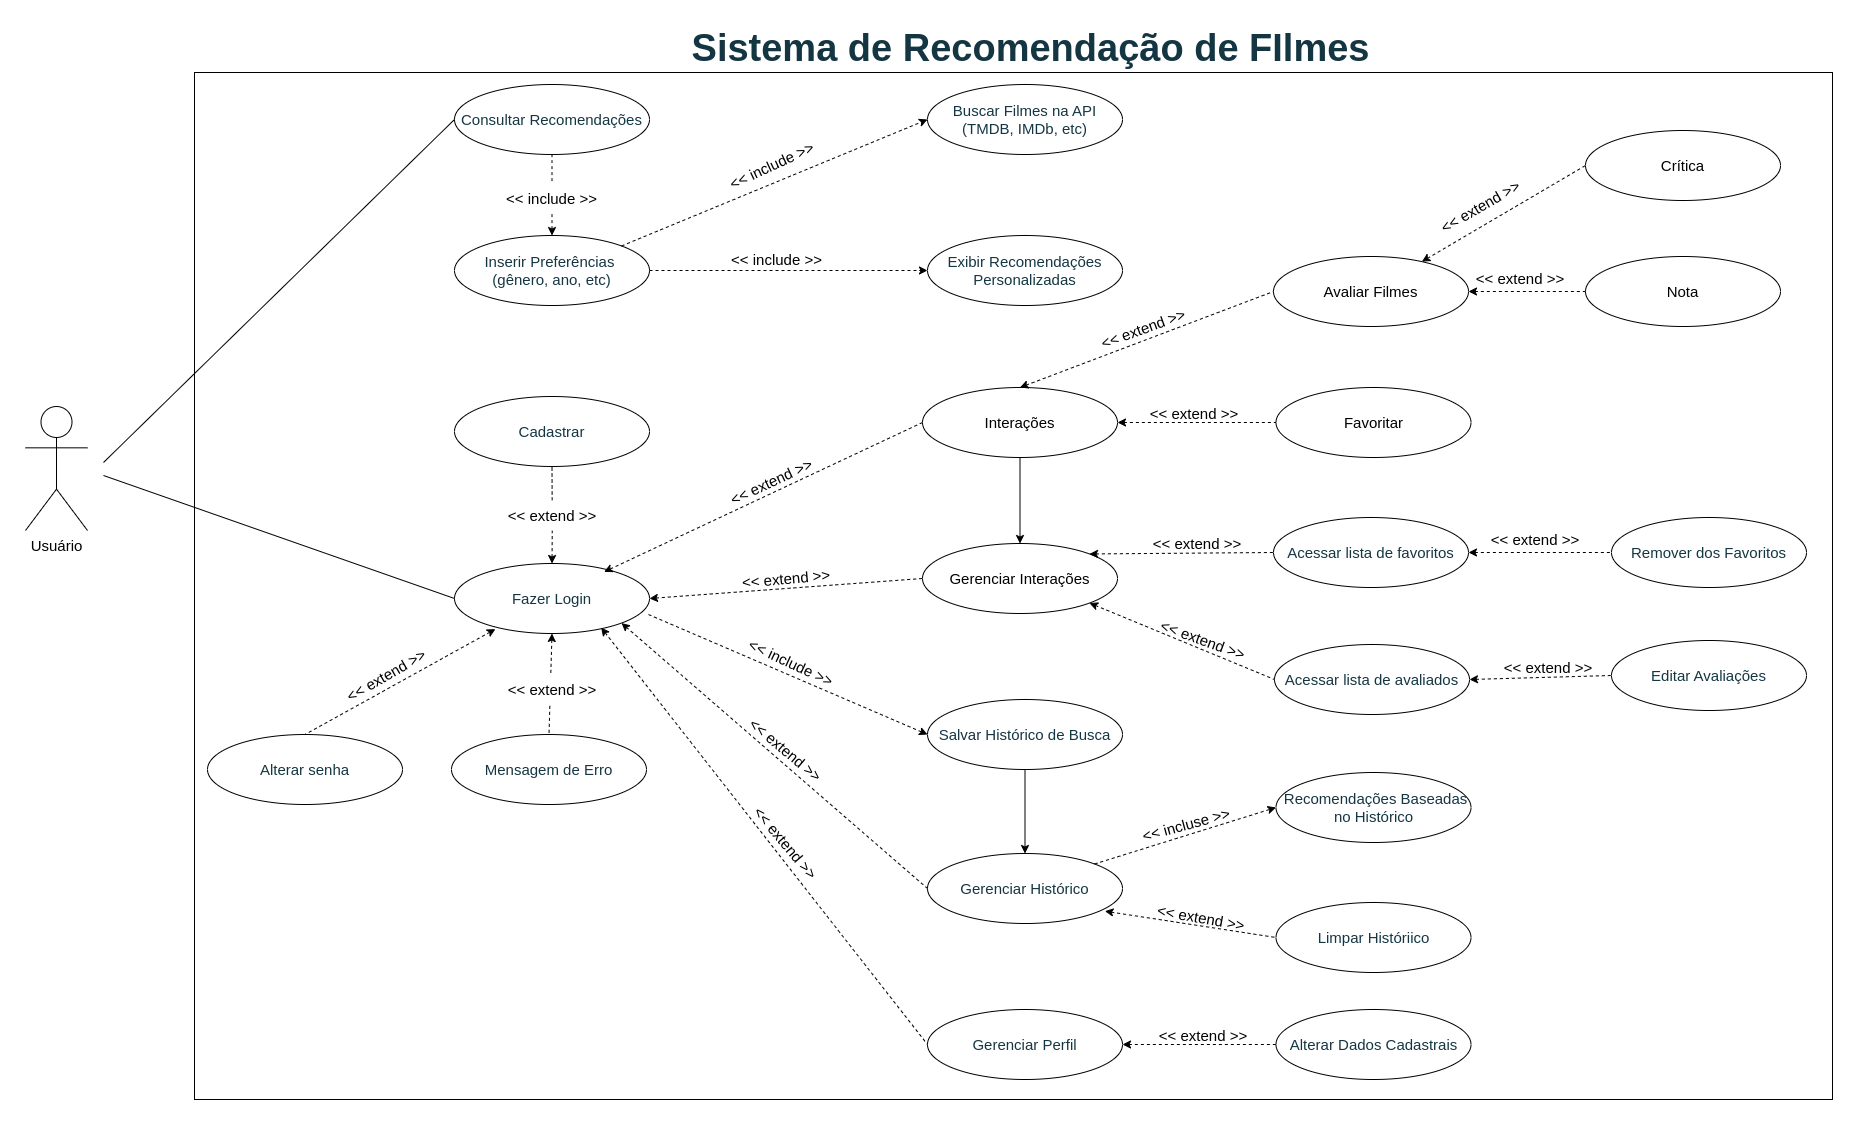 Sistema de Recomendação de FIlmes
Consultar Recomendações
Buscar Filmes na API
(TMDB, IMDb, etc)
<< include >>
Crítica
<< include >>
<< extend >>
Inserir Preferências
(gênero, ano, etc)
<< include >>
Exibir Recomendações
Personalizadas
Avaliar Filmes
<< extend >>
Nota
<< extend >>
Cadastrar
Interações
<< extend >>
Favoritar
<< extend >>
<< extend >>
Usuário
Fazer Login
<< extend >>
Gerenciar Interações
<< extend >>
Acessar lista de favoritos
<< extend >>
Remover dos Favoritos
<< extend >>
<< extend >>
<< extend >>
<< include >>
Acessar lista de avaliados
<< extend >>
Editar Avaliações
Alterar senha
Mensagem de Erro
<< extend >>
Salvar Histórico de Busca
<< extend >>
<< incluse >>
Recomendações Baseadas
no Histórico
Gerenciar Histórico
<< extend >>
Limpar Históriico
Gerenciar Perfil
<< extend >>
Alterar Dados Cadastrais